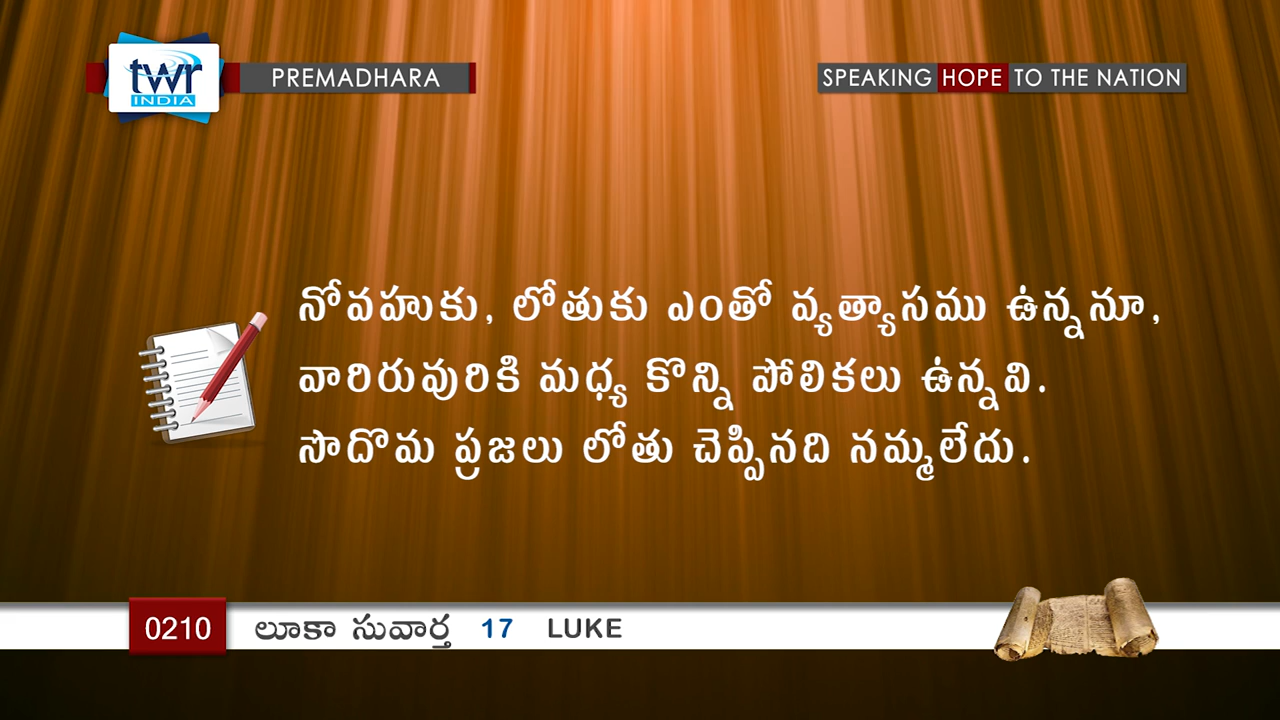 twr
INDIA
PREMADHARA
SPEAKING HOPE TO THE NATION
నోవహుకు, లోతుకు ఎంతో వ్యత్యాసము ఉన్ననూ,
వారిరువురికి మధ్య కొన్ని పోలికలు ఉన్నవి.
సొదొమ ప్రజలు లోతు చెప్పినది నమ్మలేదు.
0210 లూకా సువార్త 17 LUKE